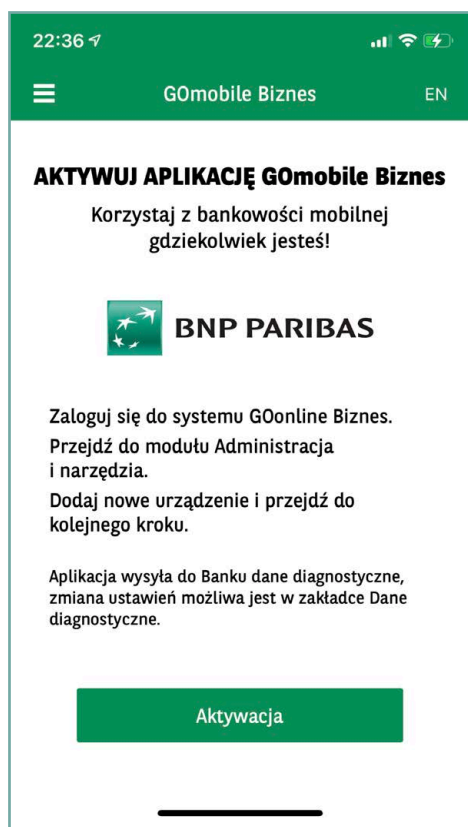 22:36
GOmobile Biznes
EN
AKTYWUJ APLIKACJĘ GOmobile Biznes
Korzystaj z bankowości mobilnej
gdziekolwiek jesteś!
BNP PARIBAS
Zaloguj się do systemu GOonline Biznes.
Przejdź do modułu Administracja
i narzędzia.
Dodaj nowe urządzenie i przejdź do
kolejnego kroku.
Aplikacja wysyła do Banku dane diagnostyczne,
zmiana ustawień możliwa jest w zakładce Dane
diagnostyczne.
Aktywacja